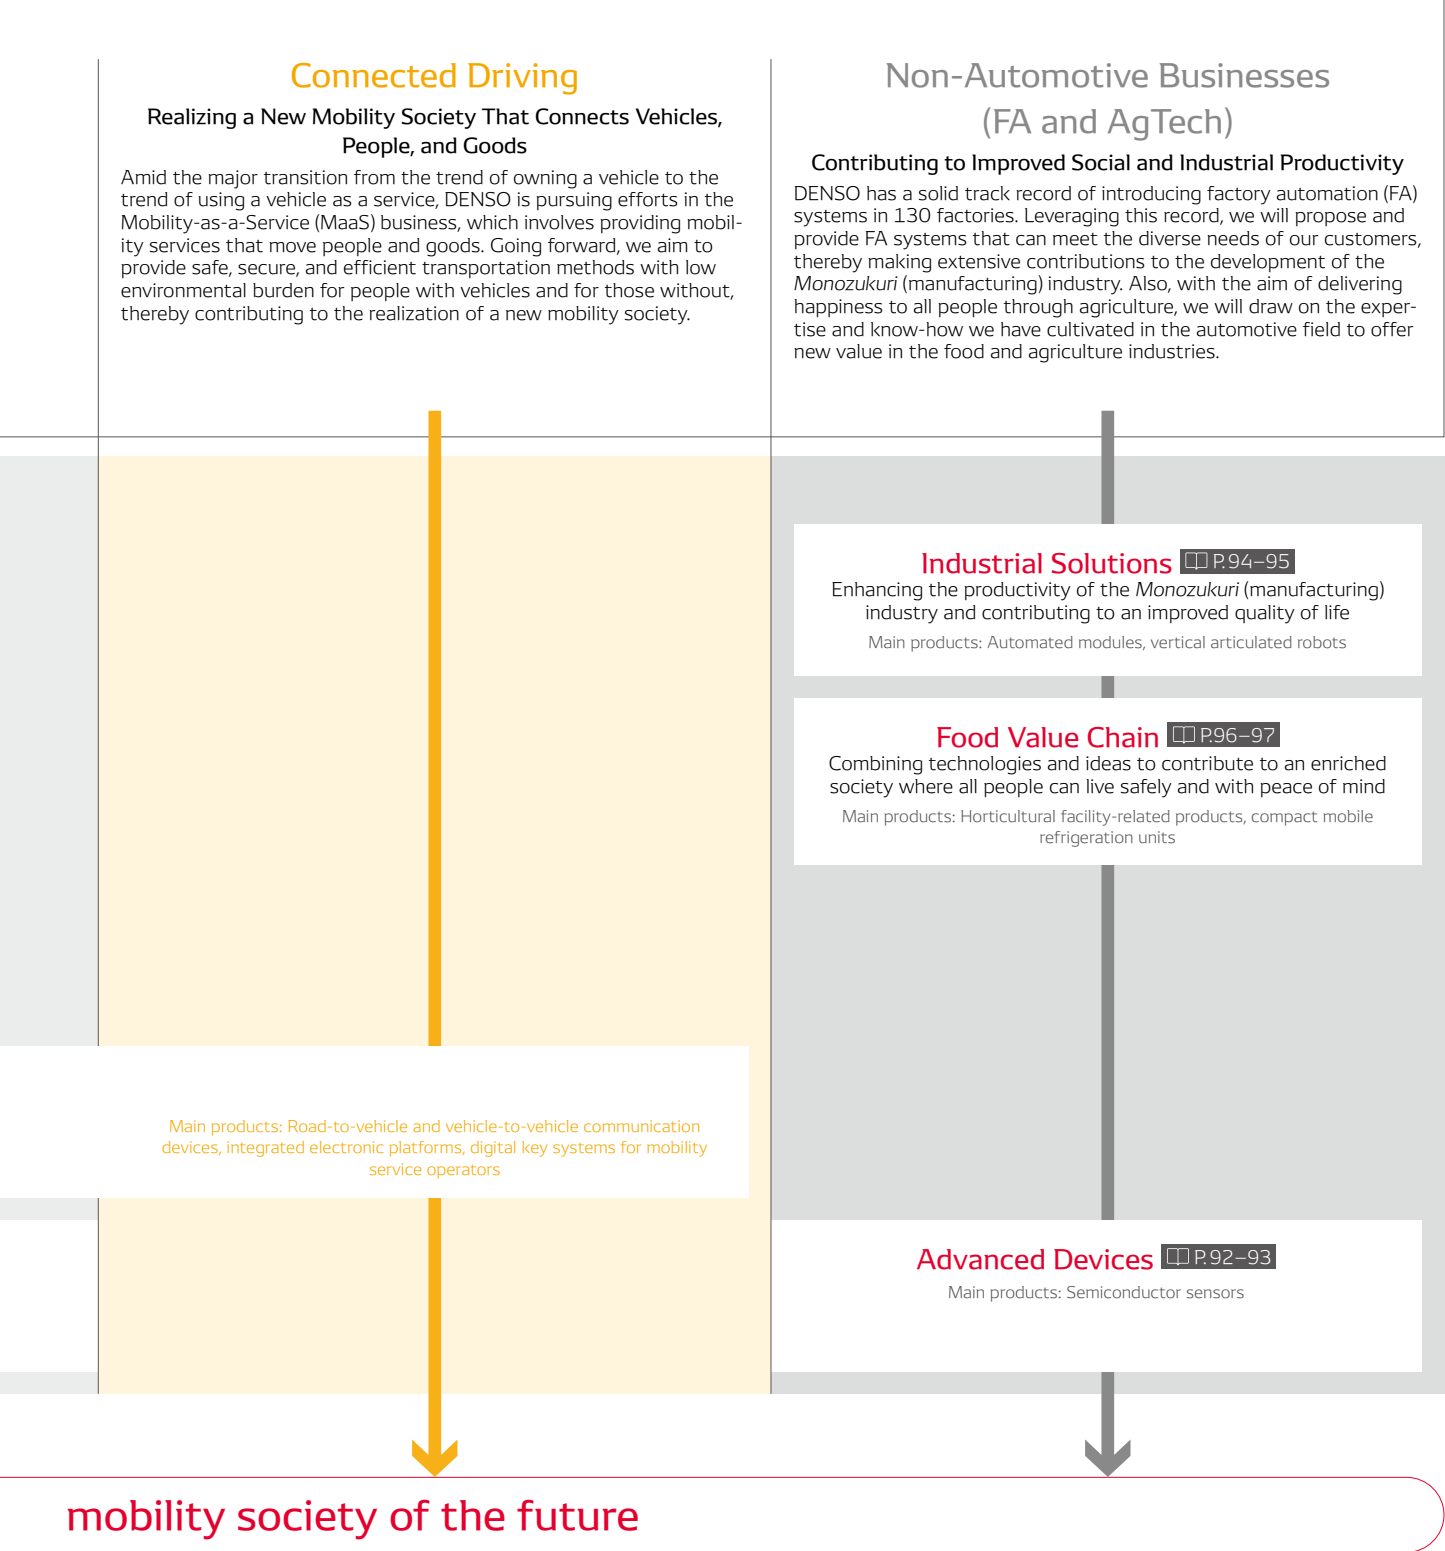 Connected Driving
Realizing a New Mobility Society That Connects Vehicles,
People, and Goods
Amid the major transition from the trend of owning a vehicle to the
trend of using a vehicle as a service, DENSO is pursuing efforts in the
Mobility-as-a-Service (MaaS) business, which involves providing mobil-
ity services that move people and goods. Going forward, we aim to
provide safe, secure, and efficient transportation methods with low
environmental burden for people with vehicles and for those without,
thereby contributing to the realization of a new mobility society.
Non-Automotive Businesses
(FA and AgTech)
Contributing to Improved Social and Industrial Productivity
DENSO has a solid track record of introducing factory automation (FA)
systems in 130 factories. Leveraging this record, we will propose and
provide FA systems that can meet the diverse needs of our customers,
thereby making extensive contributions to the development of the
Monozukuri (manufacturing) industry. Also, with the aim of delivering
happiness to all people through agriculture, we will draw on the exper-
tise and know-how we have cultivated in the automotive field to offer
new value in the food and agriculture industries.
Industrial Solutions P.94–95
Enhancing the productivity of the Monozukuri (manufacturing)
industry and contributing to an improved quality of life
Main products: Automated modules, vertical articulated robots
Food Value Chain P.96–97
Combining technologies and ideas to contribute to an enriched
society where all people can live safely and with peace of mind
Main products: Horticultural facility-related products, compact mobile
refrigeration units
Main products: Road-to-vehicle and vehicle-to-vehicle communication
devices, integrated electronic platforms, digital key systems for mobility
service operators
Advanced Devices P.92–93
Main products: Semiconductor sensors
mobility society of the future